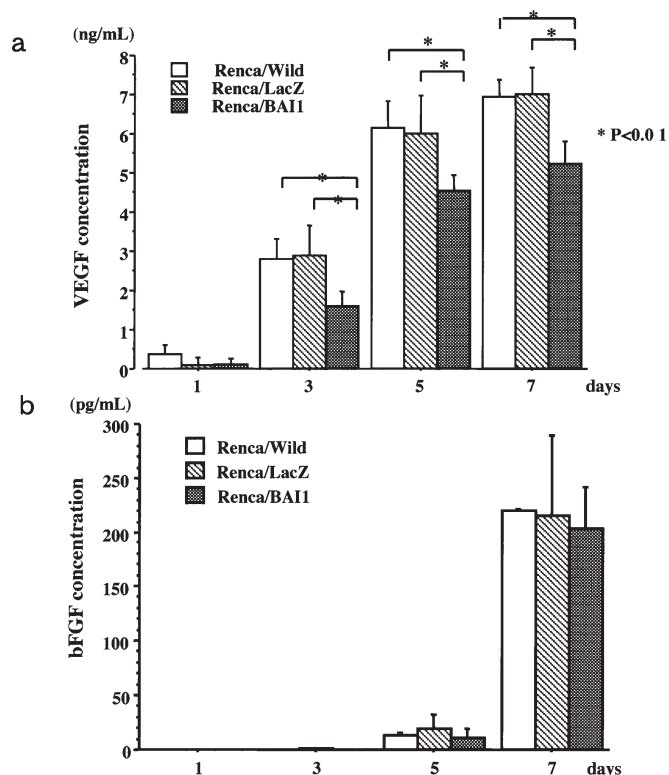 a
(ng/mL)
8
7
6
5
4
3
2
1
0
VEGF concentration
Renca/Wild
Renca/LacZ
Renca/BAI1
*
*
*
*
*
*
* P<0.0 1
1 3 5 7 days
b
(pg/mL)
300
250
200
150
100
50
0
bFGF concentration
Renca/Wild
Renca/LacZ
Renca/BAI1
1 3 5 7 days